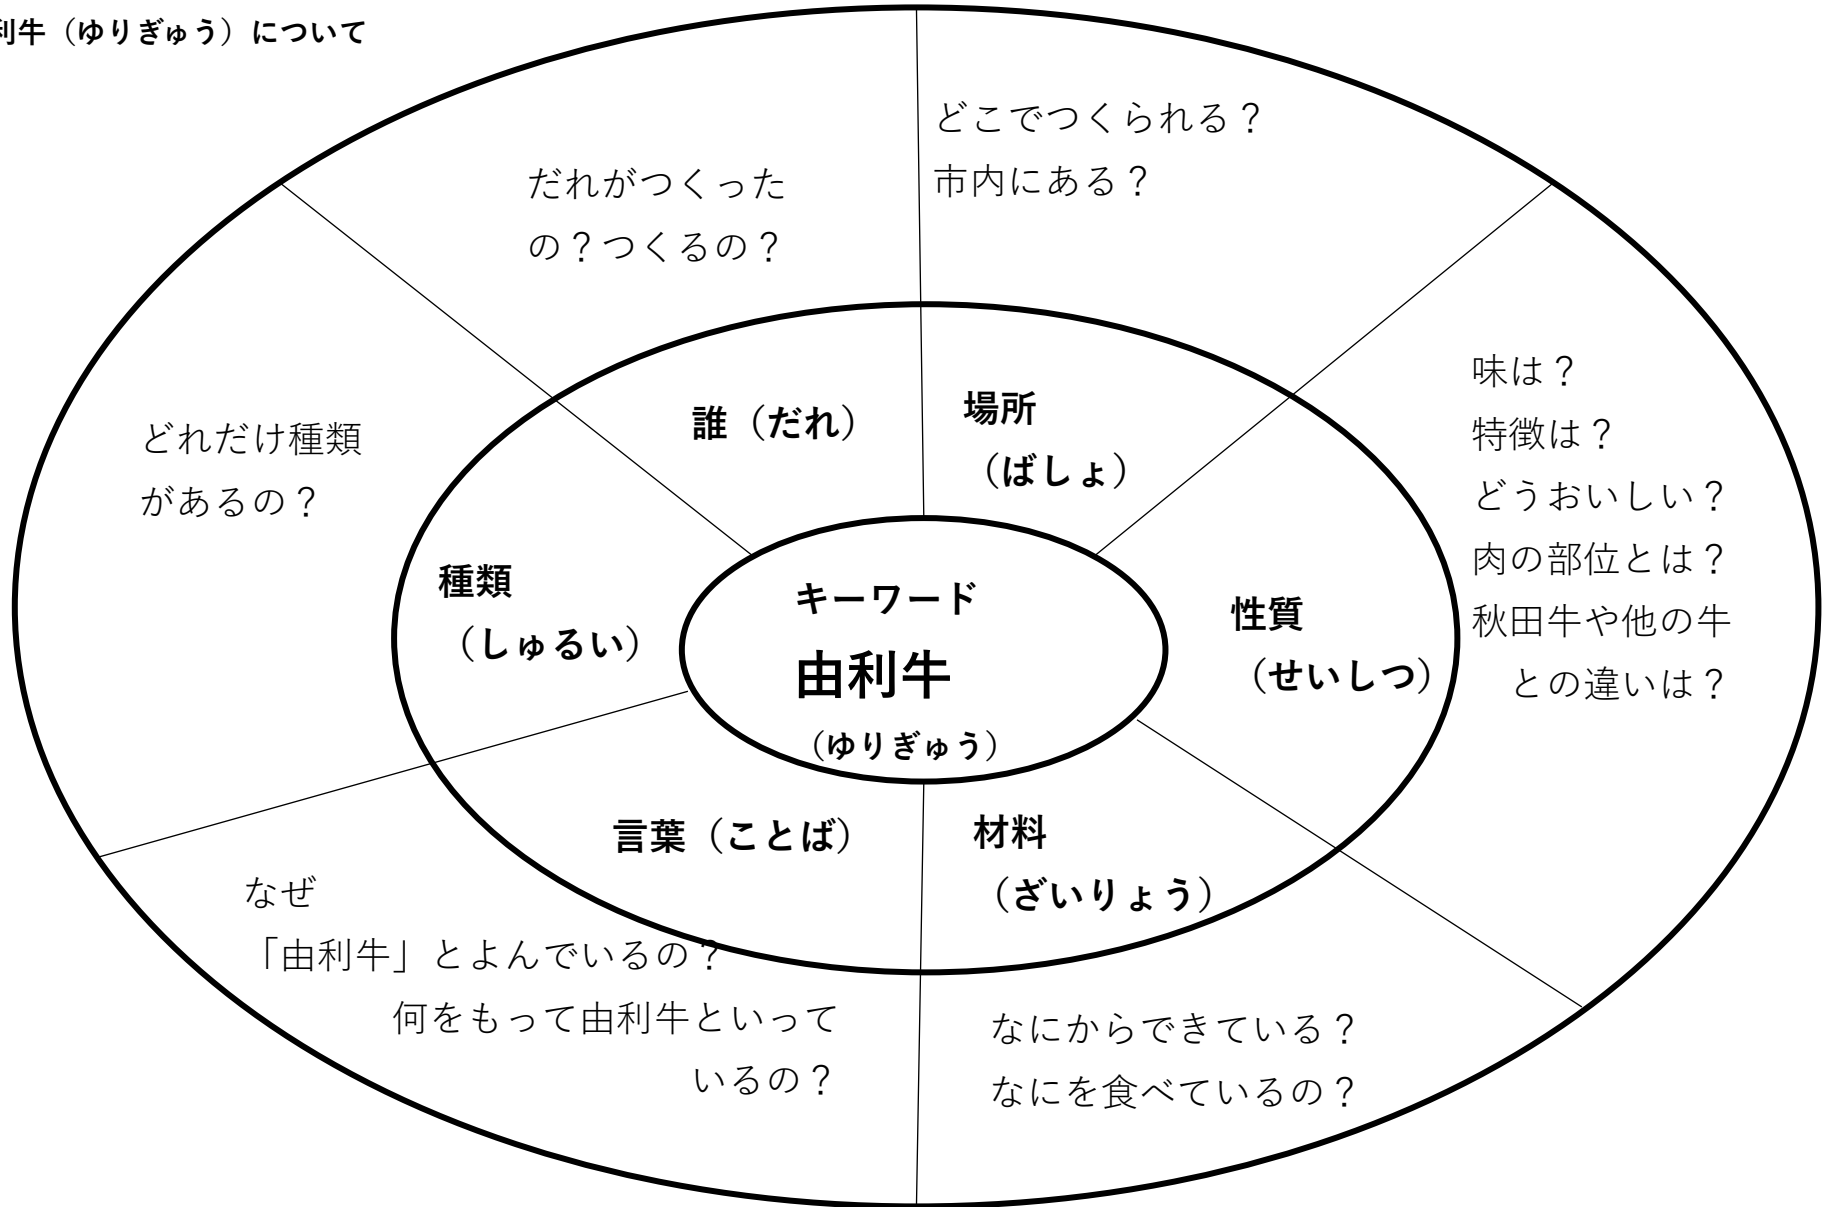 利牛（ゆりぎゅう）について
どこでつくられる？
市内にある？
だれがつくった
の？つくるの？
味は？
特徴は？
どうおいしい？
肉の部位とは？
秋田牛や他の牛
との違いは？
どれだけ種類
があるの？
誰（だれ）
場所
（ばしょ）
種類
（しゅるい）
キーワード
由利牛
（ゆりぎゅう）
性質
（せいしつ）
言葉（ことば）
材料
（ざいりょう）
なぜ
「由利牛」とよんでいるの？
何をもって由利牛といって
いるの？
なにからできている？
なにを食べているの？